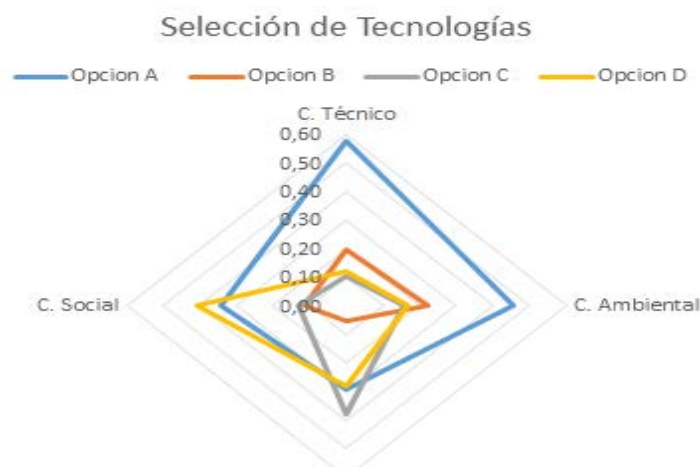 Selección de Tecnologías
Opcion A Opcion B Opcion C Opcion D
C. Técnico
0,60
0,50
0,40
0,30
0,20
0,10
0,00
C. Social
C. Ambiental